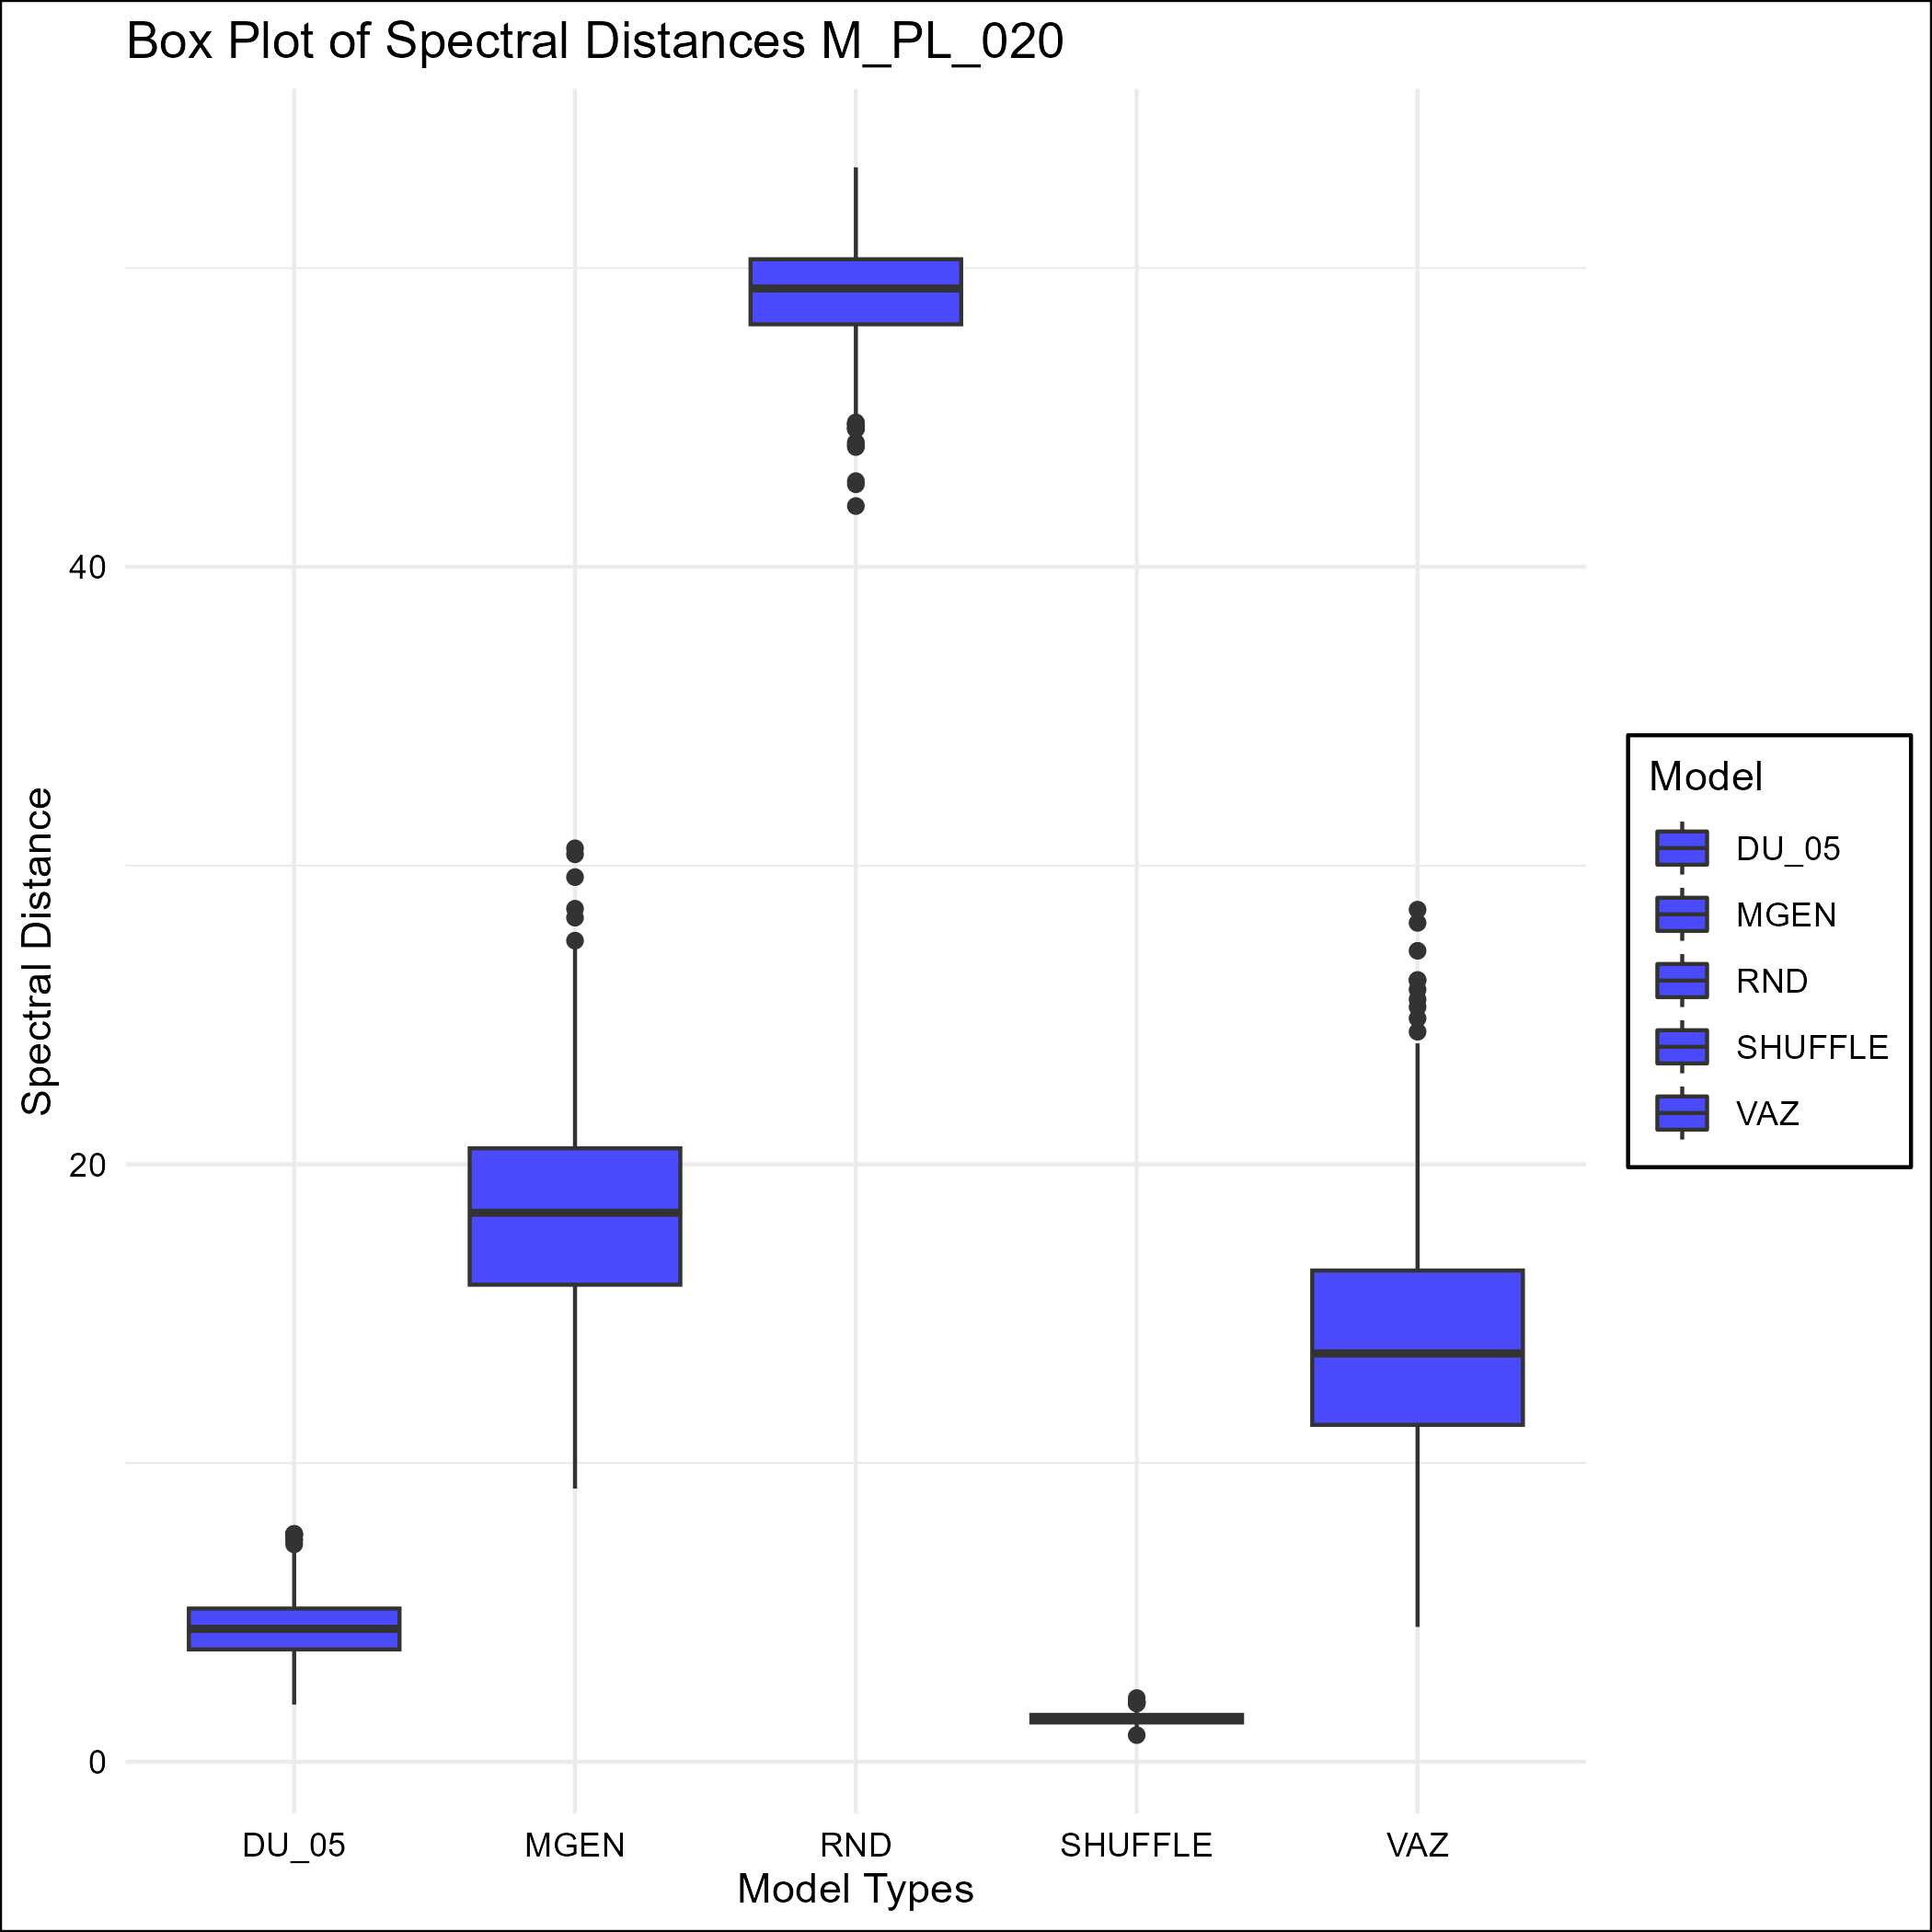 Box Plot of Spectral Distances M_PL_020
Spectral Distance
40
20
0
DU_05
MGEN
RND
SHUFFLE
VAZ
Model Types
Model
DU_05
MGEN
RND
SHUFFLE
VAZ